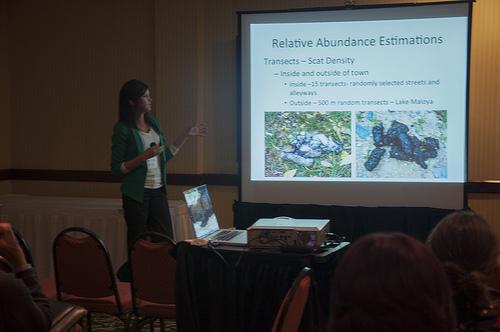 Relative Abundance Estimations
Transects – Scat Density
– Inside and outside of town
• Inside –15 transects- randomly selected streets and
alleyways
• Outside – 500 m random transects – Lake Maloya